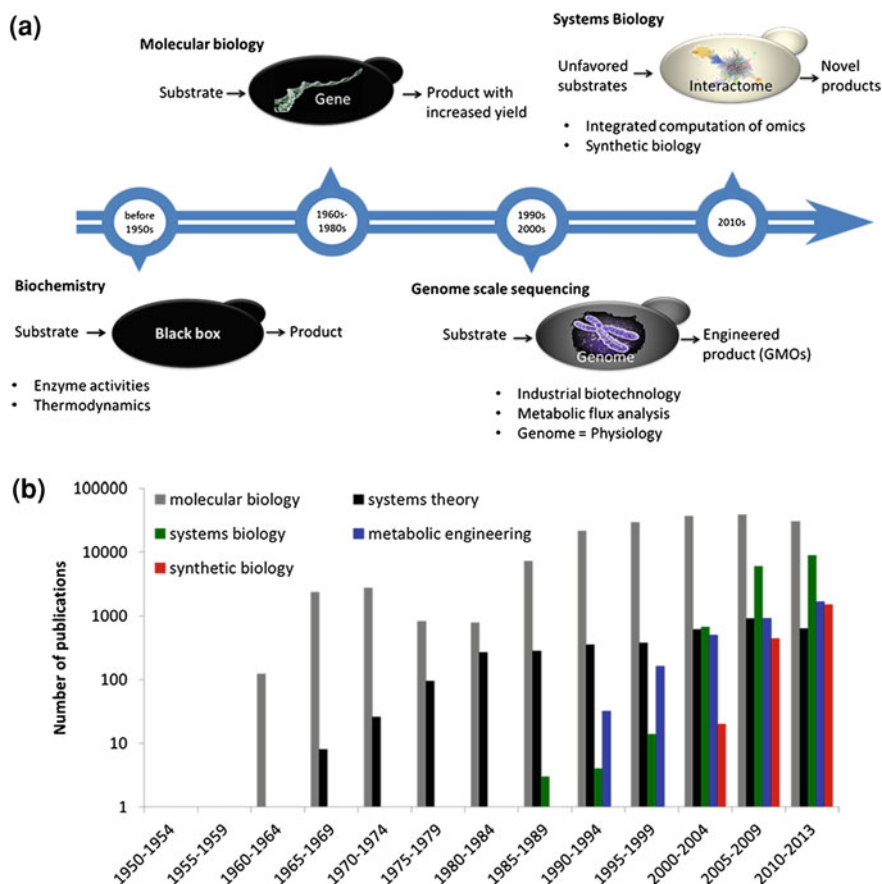 (a)
Molecular biology
Substrate
Gene
Product with
increased yield
Systems Biology
Unfavored
substrates
Interactome
Novel
products
• Integrated computation of omics
• Synthetic biology
before
1950s
1960s-
1980s
1990s
2000s
2010s
Biochemistry
Substrate
Black box
Product
• Enzyme activities
• Thermodynamics
Genome scale sequencing
Substrate
Genome
Engineered
product (GMOs)
• Industrial biotechnology
• Metabolic flux analysis
• Genome = Physiology
(b)
Number of publications
100000
10000
1000
100
10
1
molecular biology
systems theory
systems biology
metabolic engineering
synthetic biology
1950-1954
1955-1959
1960-1964
1965-1969
1970-1974
1975-1979
1980-1984
1985-1989
1990-1994
1995-1999
2000-2004
2005-2009
2010-2013